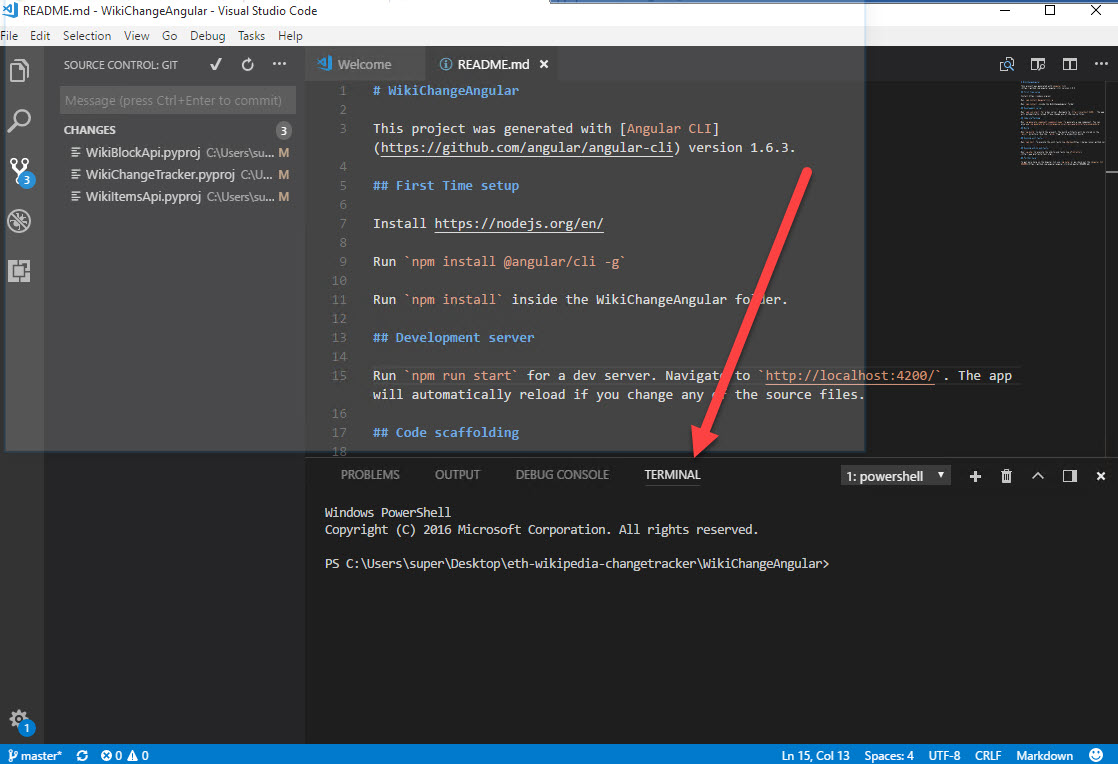 README.md - WikiChangeAngular - Visual Studio Code
File Edit Selection View Go Debug Tasks Help
SOURCE CONTROL: GIT
Message (press Ctrl+Enter to commit)
CHANGES 3
WikiBlockApi.pyproj C:\Users\su... M
WikiChangeTracker.pyproj C:\U... M
WikiItemsApi.pyproj C:\Users\su... M
3
1
Welcome README.md
1 # WikiChangeAngular
2
3 This project was generated with [Angular CLI]
(https://github.com/angular/angular-cli) version 1.6.3.
4
5 ## First Time setup
6
7 Install https://nodejs.org/en/
8
9 Run `npm install @angular/cli -g`
10
11 Run `npm install` inside the WikiChangeAngular folder.
12
13 ## Development server
14
15 Run `npm run start` for a dev server. Navigate to `http://localhost:4200/`. The app
will automatically reload if you change any of the source files.
16
17 ## Code scaffolding
18
PROBLEMS OUTPUT DEBUG CONSOLE TERMINAL 1: powershell
Windows PowerShell
Copyright (C) 2016 Microsoft Corporation. All rights reserved.
PS C:\Users\super\Desktop\eth-wikipedia-changetracker\WikiChangeAngular>
master* 0 0 Ln 15, Col 13 Spaces: 4 UTF-8 CRLF Markdown